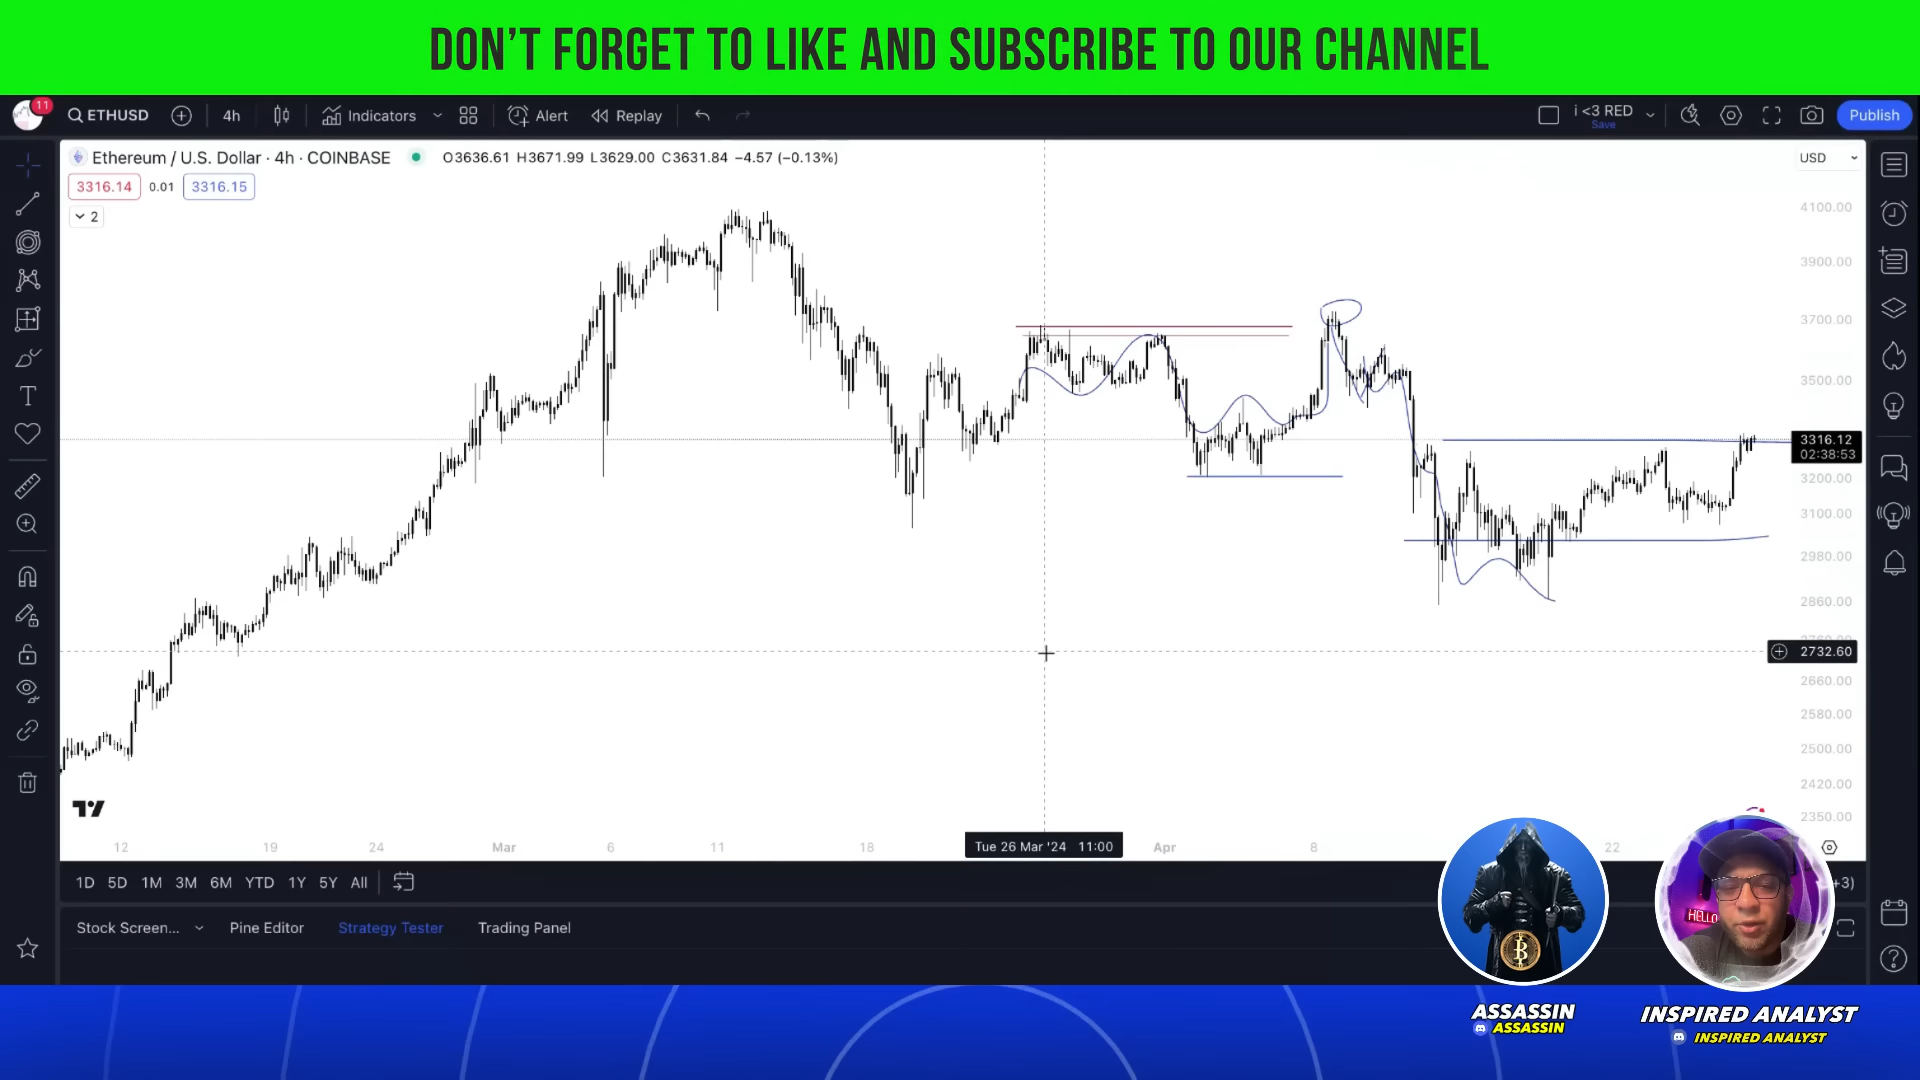 DON'T FORGET TO LIKE AND SUBSCRIBE TO OUR CHANNEL
11
ETHUSD
4h
Indicators
Alert
Replay
i <3 RED
Save
Publish
Ethereum / U.S. Dollar · 4h · COINBASE
O3636.61 H3671.99 L3629.00 C3631.84 −4.57 (−0.13%)
USD
3316.14
0.01
3316.15
2
4100.00
3900.00
3700.00
3500.00
3316.12
02:38:53
3200.00
3100.00
2980.00
2860.00
2760.00
2732.60
2660.00
2580.00
2500.00
2420.00
2350.00
12
19
24
Mar
6
11
18
Tue 26 Mar '24 11:00
Apr
8
22
1D
5D
1M
3M
6M
YTD
1Y
5Y
All
+3)
Stock Screen...
Pine Editor
Strategy Tester
Trading Panel
HELLO
ASSASSIN
ASSASSIN
INSPIRED ANALYST
INSPIRED ANALYST